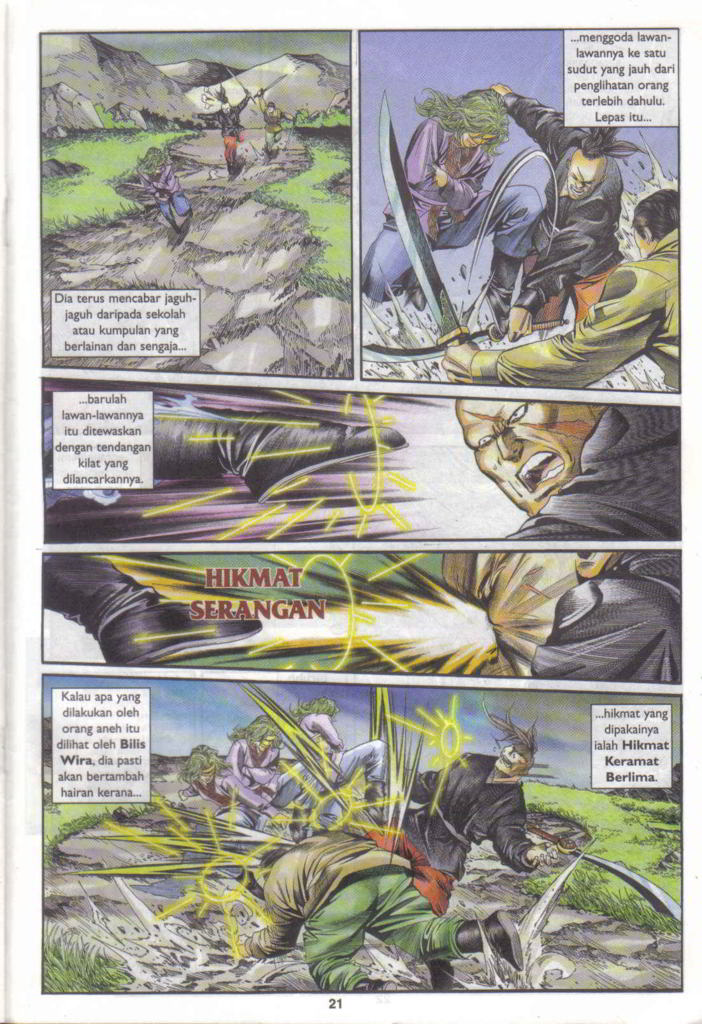 Dia terus mencabar jaguh-
jaguh daripada sekolah
atau kumpulan yang
berlainan dan sengaja...
...menggoda lawan-
lawannya ke satu
sudut yang jauh dari
penglihatan orang
terlebih dahulu.
Lepas itu...
...barulah
lawan-lawannya
itu ditewaskan
dengan tendangan
kilat yang
dilancarkannya.
HIKMAT
SERANGAN
Kalau apa yang
dilakukan oleh
orang aneh itu
dilihat oleh Bilis
Wira, dia pasti
akan bertambah
hairan kerana...
...hikmat yang
dipakainya
ialah Hikmat
Keramat
Berlima.
21